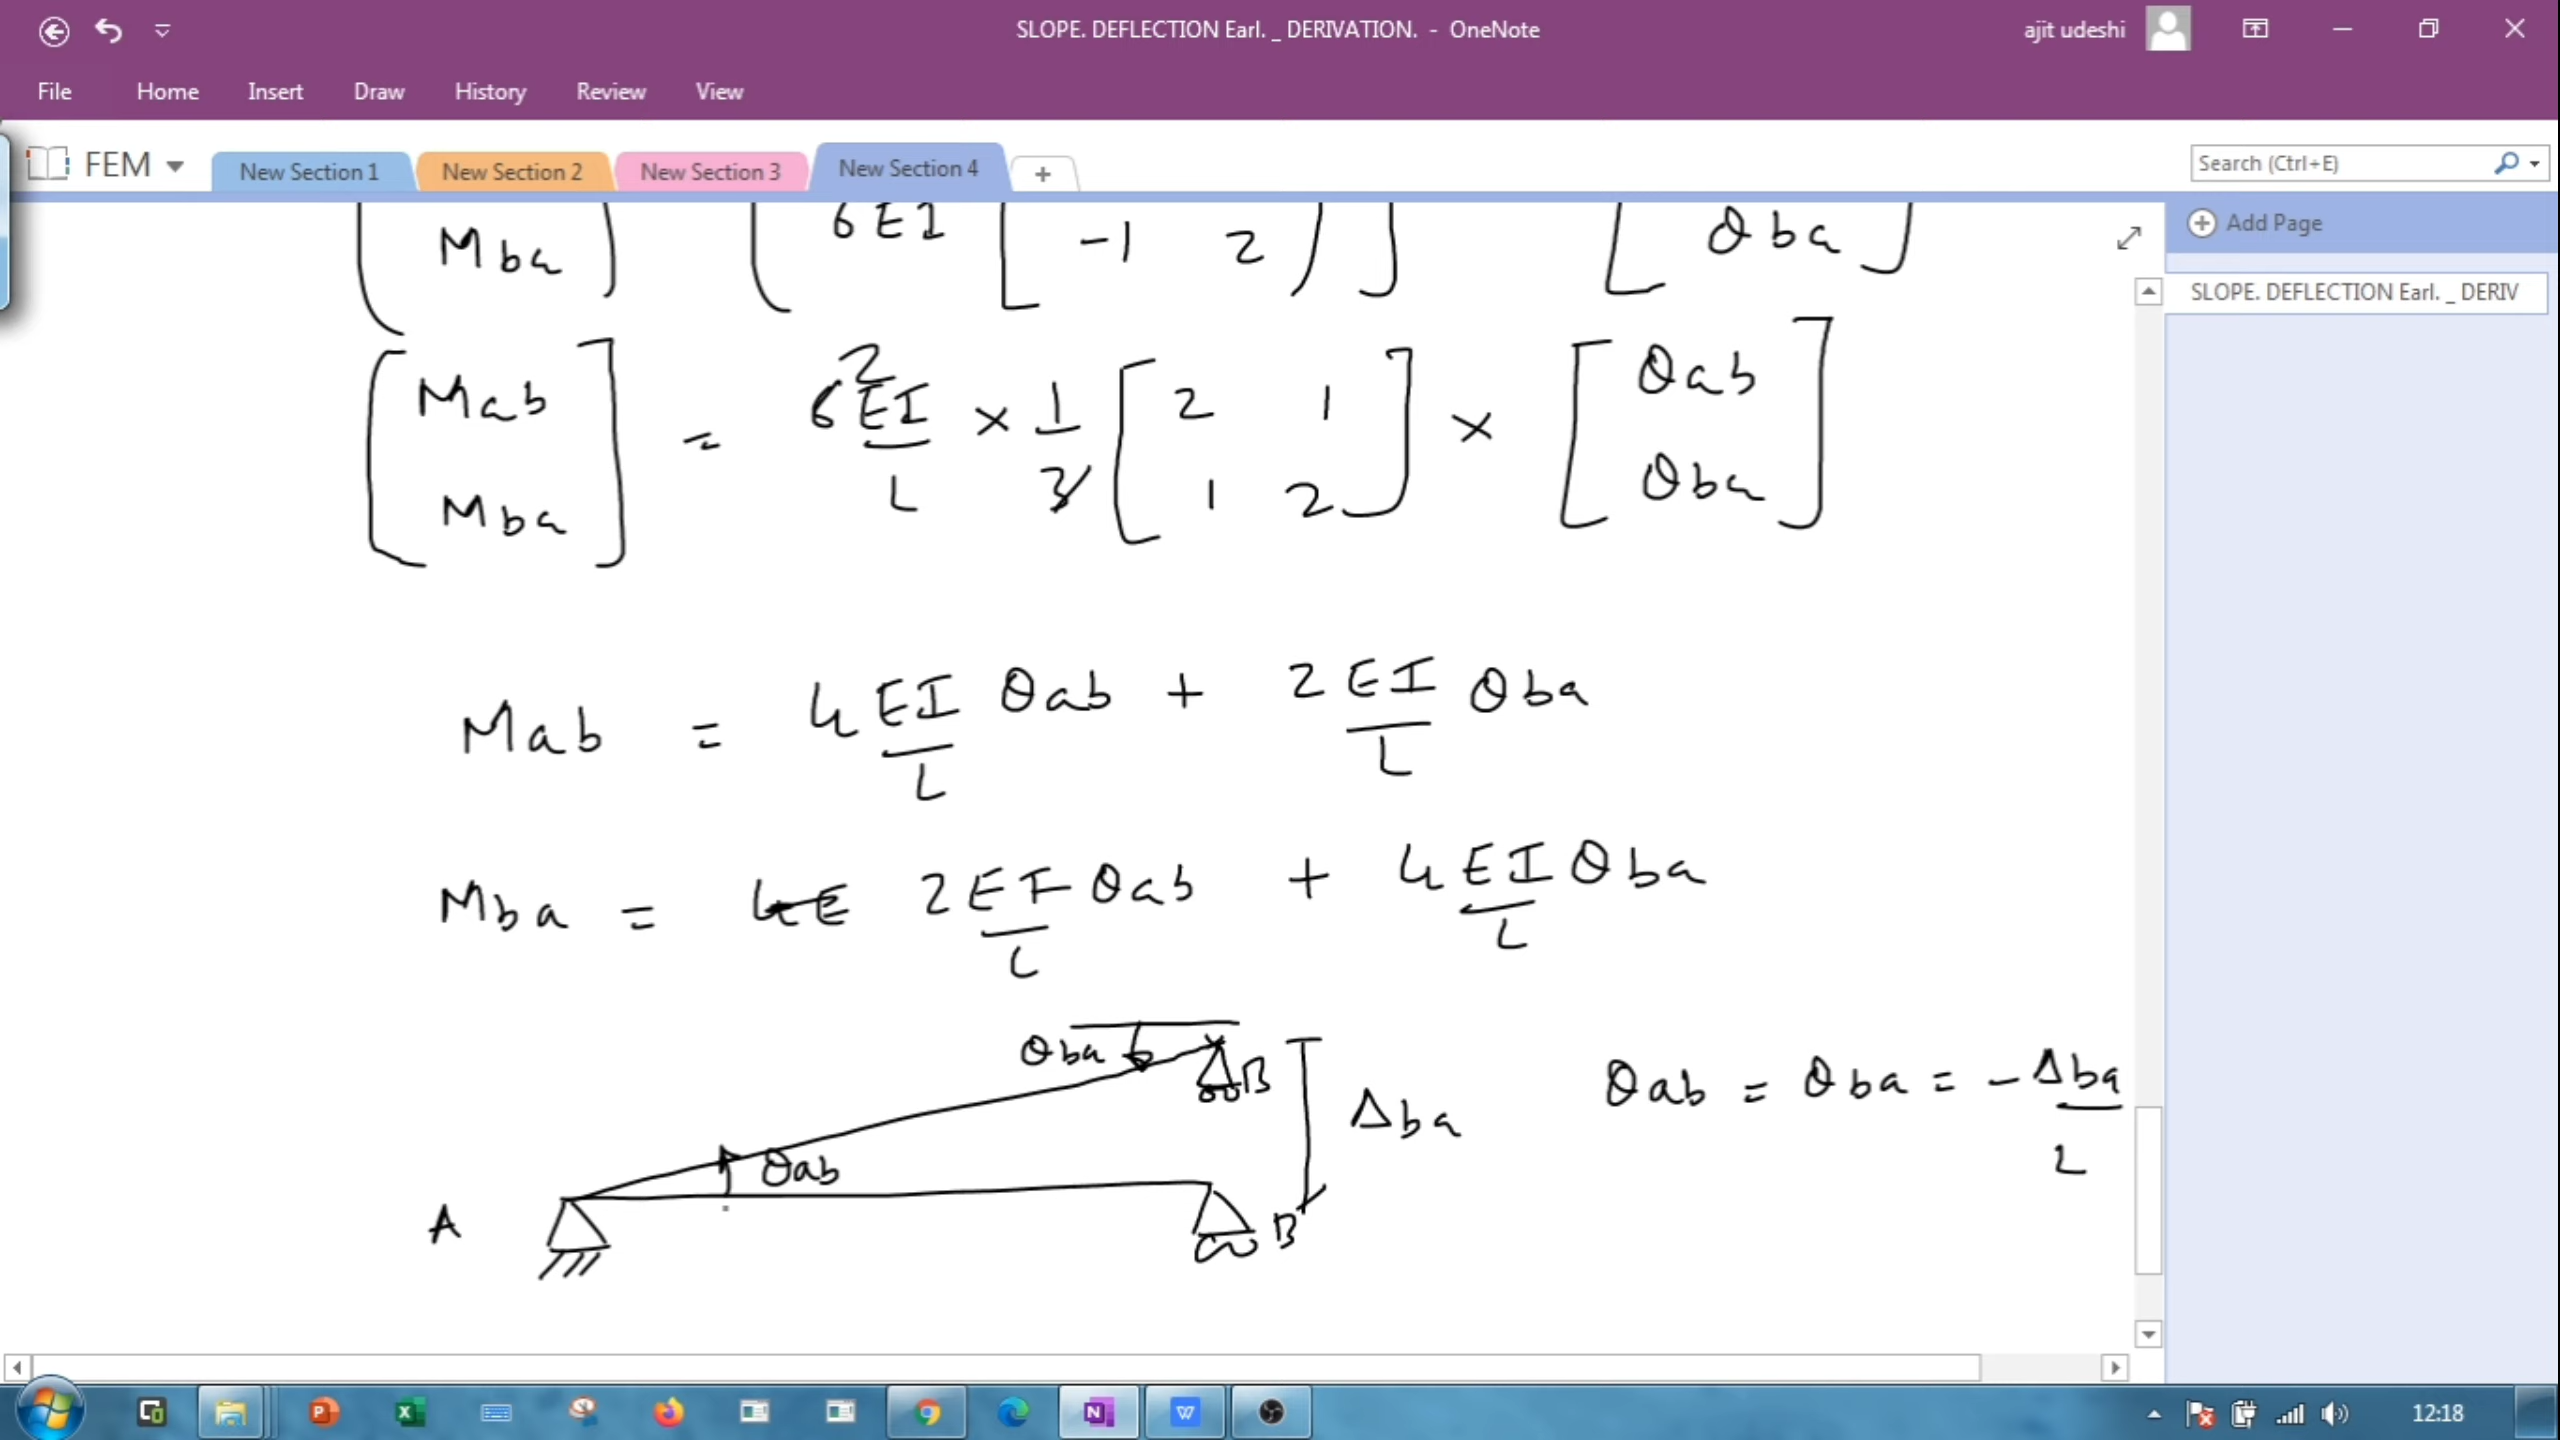 SLOPE. DEFLECTION Earl. _ DERIVATION. - OneNote
ajit udeshi
File Home Insert Draw History Review View
FEM
New Section 1 New Section 2 New Section 3 New Section 4 +
Search (Ctrl+E)
Add Page
SLOPE. DEFLECTION Earl. _ DERIV
Mba 6EI -1 2 θba
Mab = 6EI/L 2 × 1/3 [2 1 × θab
Mba 1 2] θba
Mab = 4EI/L θab + 2EI/L θba
Mba = 4E 2EI/L θab + 4EI/L θba
θba B
Δba
θab = θba = -Δba/L
θab
A B
12:18